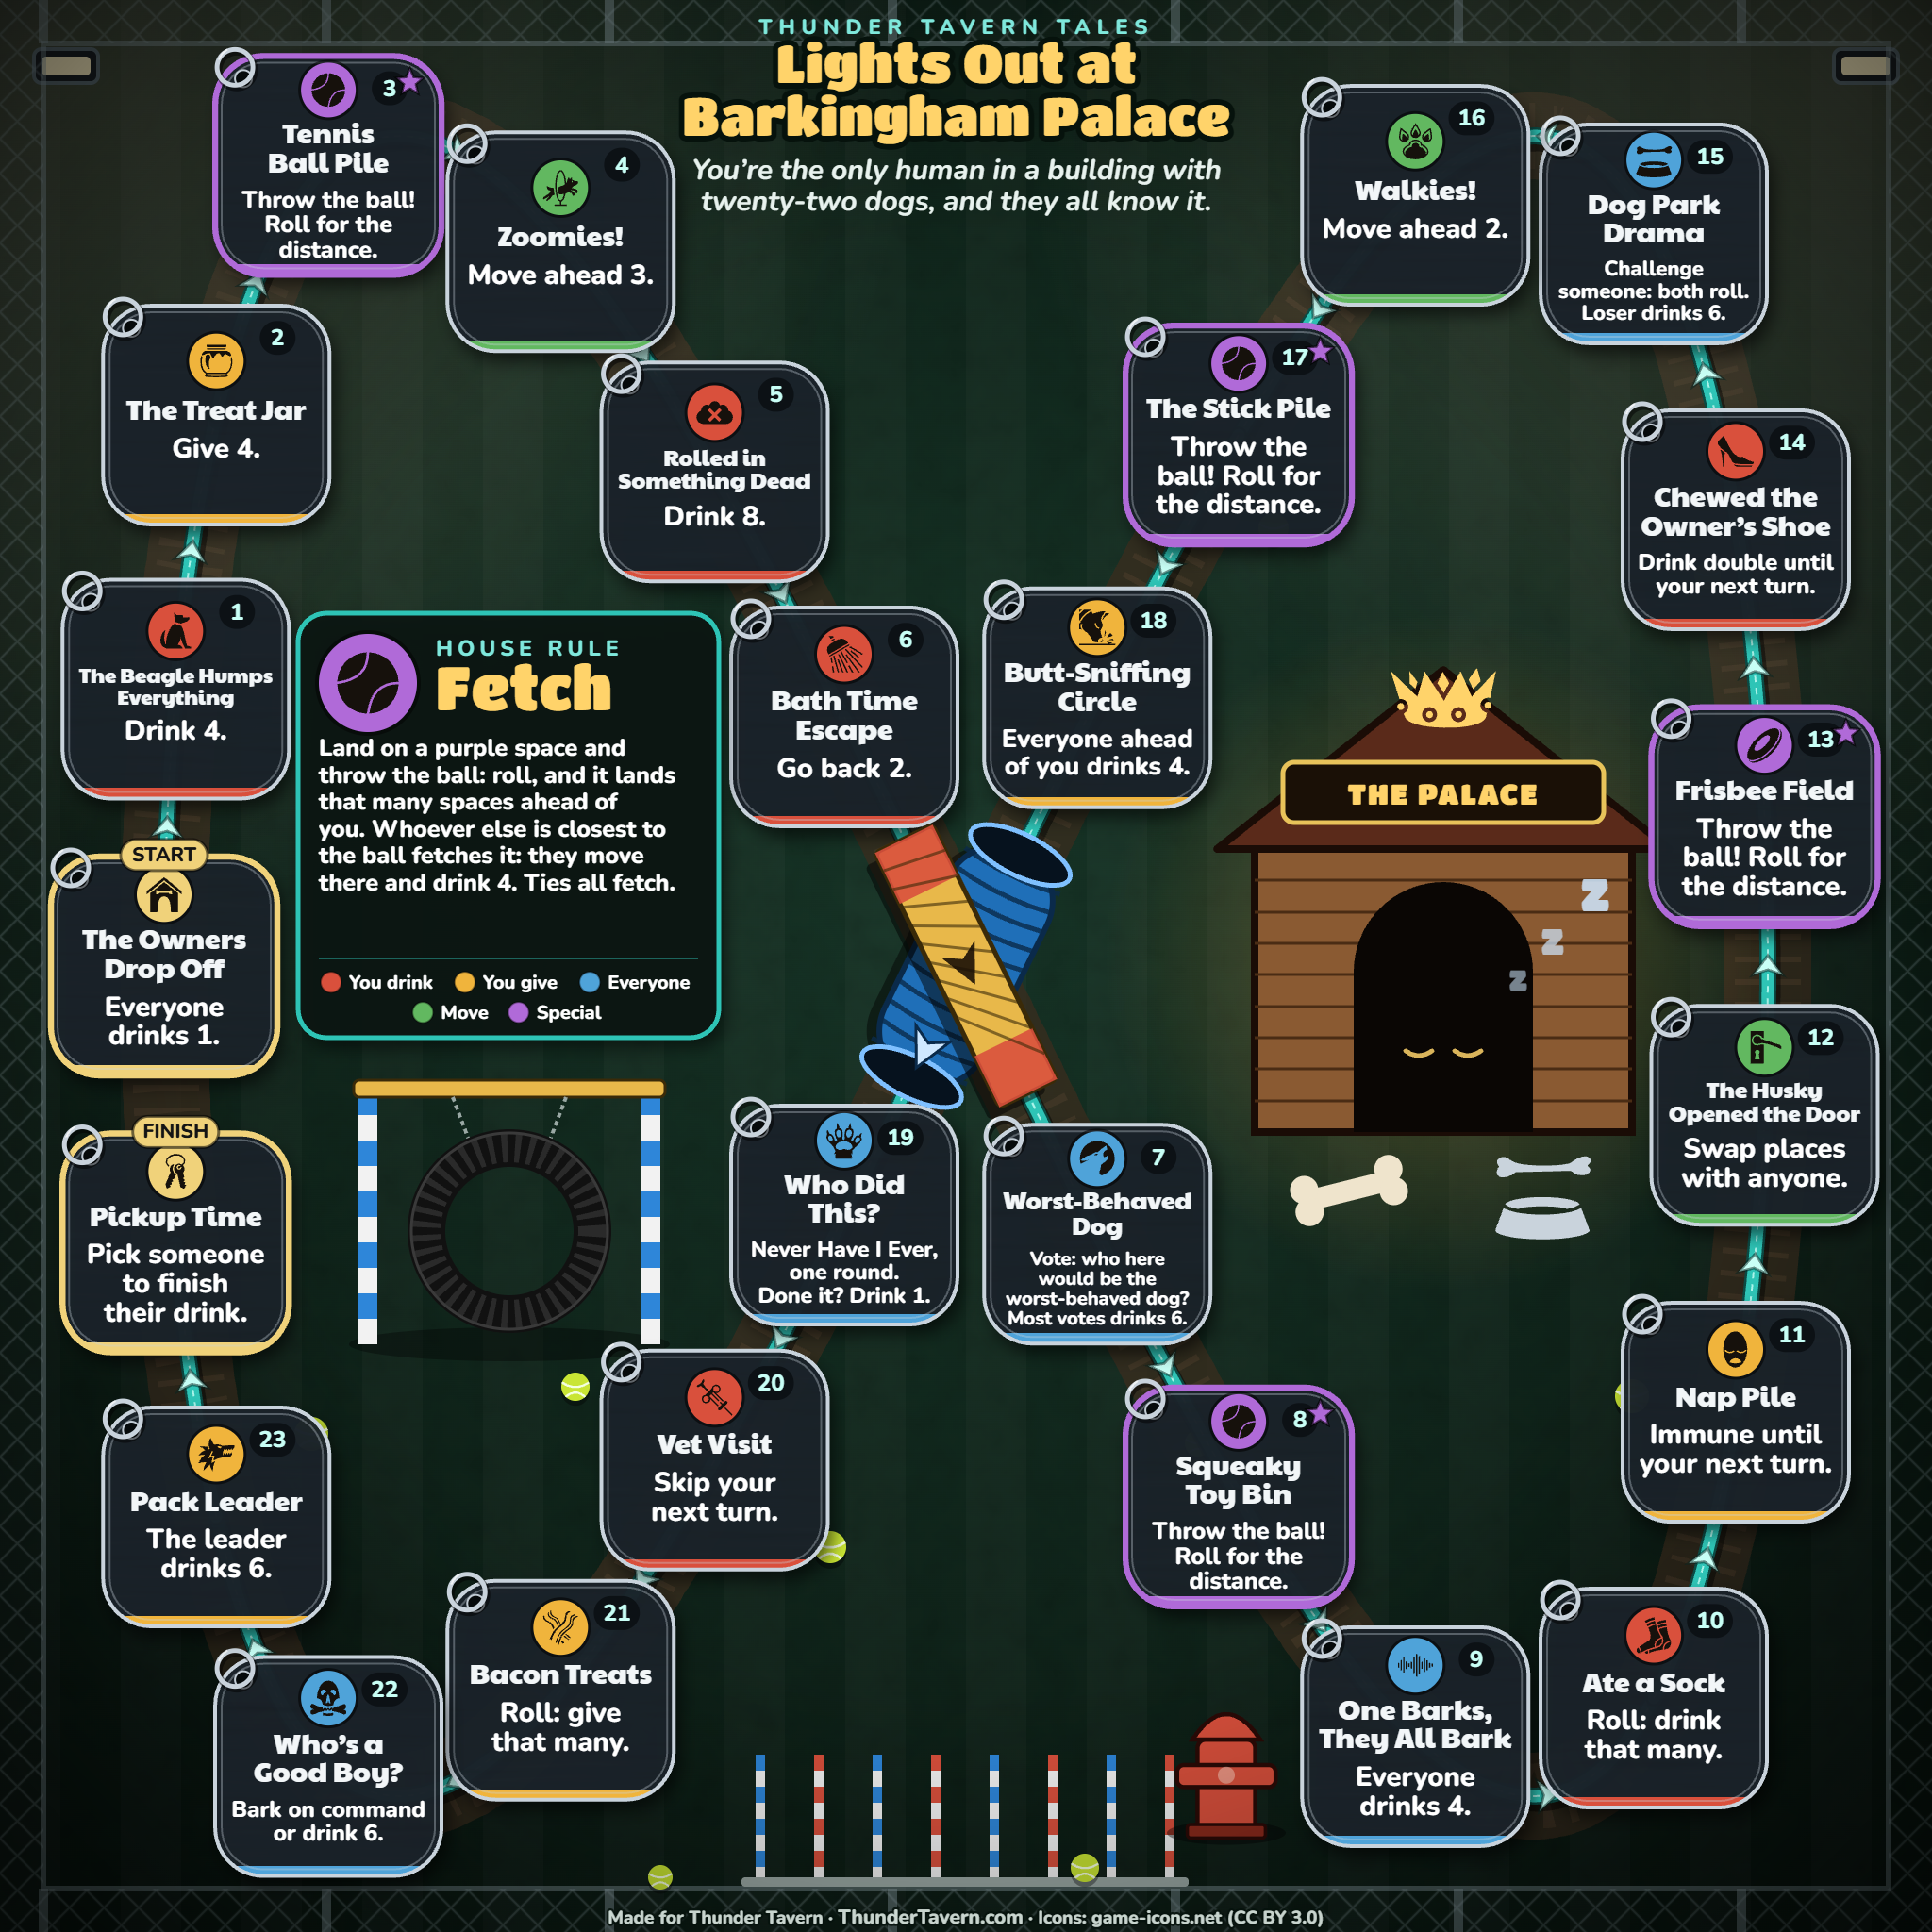 THUNDER TAVERN TALES
Lights Out at
Barkingham Palace
You're the only human in a building with
twenty-two dogs, and they all know it.
START
The Owners
Drop Off
Everyone
drinks 1.
1
The Beagle Humps
Everything
Drink 4.
2
The Treat Jar
Give 4.
3
Tennis
Ball Pile
Throw the ball!
Roll for the
distance.
4
Zoomies!
Move ahead 3.
5
Rolled in
Something Dead
Drink 8.
6
Bath Time
Escape
Go back 2.
7
Worst-Behaved
Dog
Vote: who here
would be the
worst-behaved dog?
Most votes drinks 6.
8
Squeaky
Toy Bin
Throw the ball!
Roll for the
distance.
9
One Barks,
They All Bark
Everyone
drinks 4.
10
Ate a Sock
Roll: drink
that many.
11
Nap Pile
Immune until
your next turn.
12
The Husky
Opened the Door
Swap places
with anyone.
13
Frisbee Field
Throw the
ball! Roll for
the distance.
14
Chewed the
Owner's Shoe
Drink double until
your next turn.
15
Dog Park
Drama
Challenge
someone: both roll.
Loser drinks 6.
16
Walkies!
Move ahead 2.
17
The Stick Pile
Throw the
ball! Roll for
the distance.
18
Butt-Sniffing
Circle
Everyone ahead
of you drinks 4.
19
Who Did
This?
Never Have I Ever,
one round.
Done it? Drink 1.
20
Vet Visit
Skip your
next turn.
21
Bacon Treats
Roll: give
that many.
22
Who's a
Good Boy?
Bark on command
or drink 6.
23
Pack Leader
The leader
drinks 6.
FINISH
Pickup Time
Pick someone
to finish
their drink.
HOUSE RULE
Fetch
Land on a purple space and
throw the ball: roll, and it lands
that many spaces ahead of
you. Whoever else is closest to
the ball fetches it: they move
there and drink 4. Ties all fetch.
You drink You give Everyone
Move Special
THE PALACE
Z
Z
Z
Made for Thunder Tavern · ThunderTavern.com · Icons: game-icons.net (CC BY 3.0)